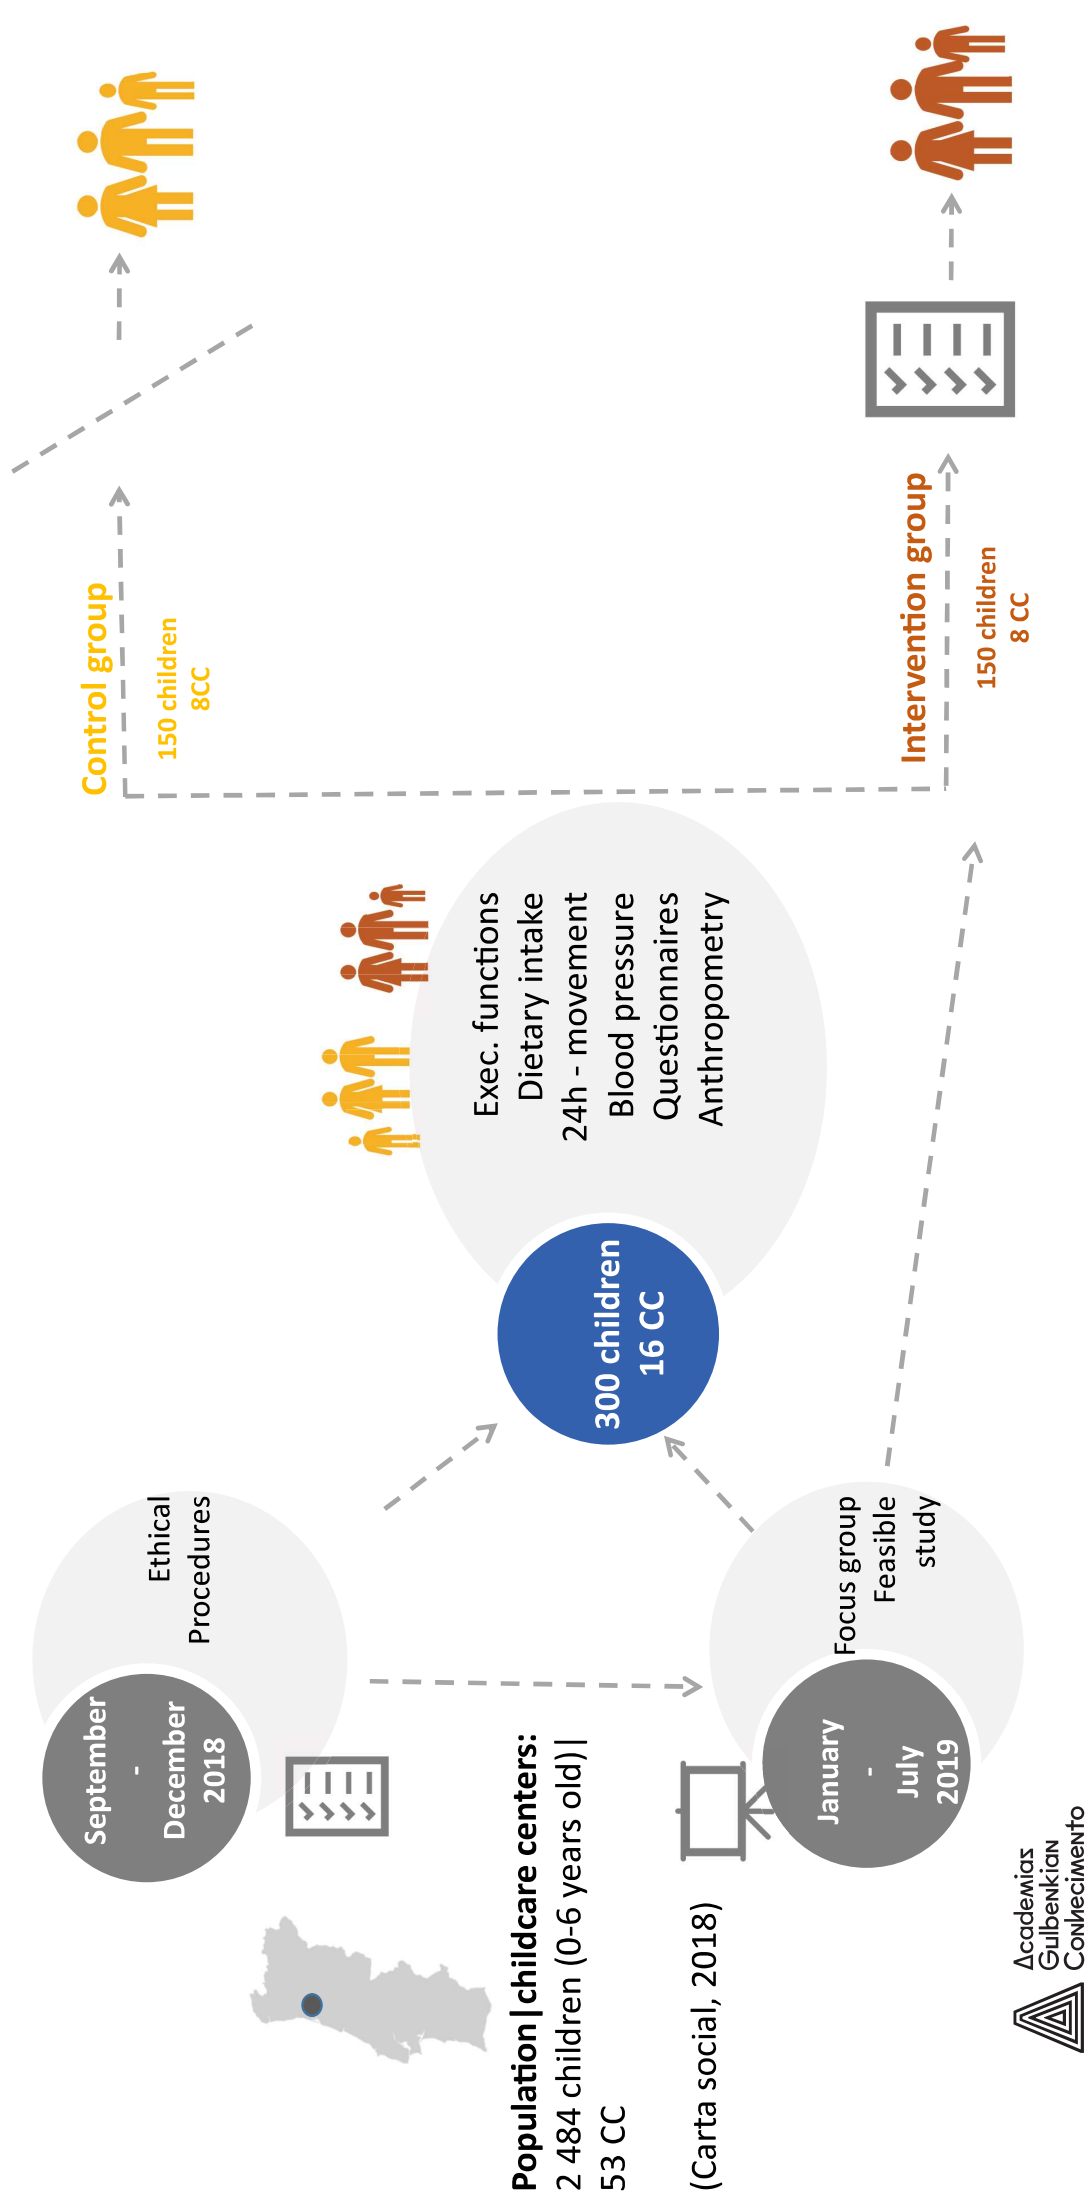 September
-
December
2018
Ethical
Procedures
Population|childcare centers:
2 484 children (0-6 years old)|
53 CC
(Carta social, 2018)
January
-
July
2019
Focus group
Feasible
study
300 children
16 CC
Exec. functions
Dietary intake
24h - movement
Blood pressure
Questionnaires
Anthropometry
Control group
150 children
8CC
Intervention group
150 children
8 CC
Academias
Gulbenkian
Conhecimento